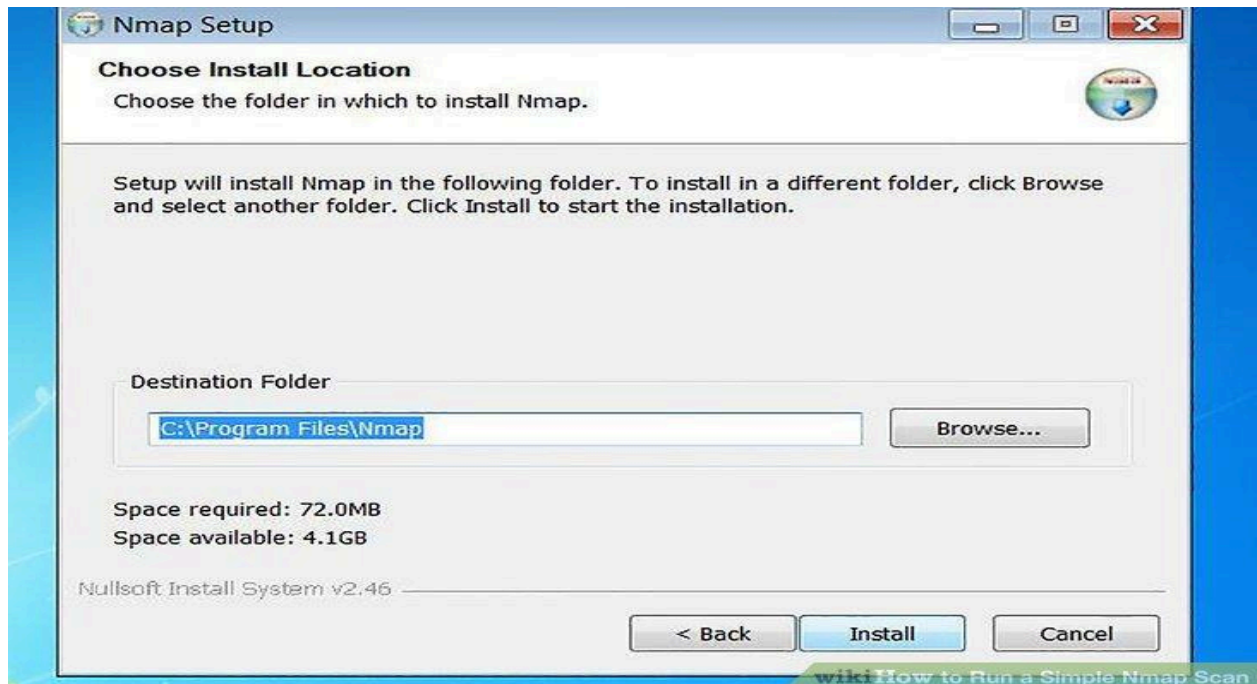 Nmap Setup
Choose Install Location
Choose the folder in which to install Nmap.
Setup will install Nmap in the following folder. To install in a different folder, click Browse
and select another folder. Click Install to start the installation.
Destination Folder
C:\Program Files\Nmap
Browse...
Space required: 72.0MB
Space available: 4.1GB
Nullsoft Install System v2.46
< Back
Install
Cancel
wikiHow to Run a Simple Nmap Scan